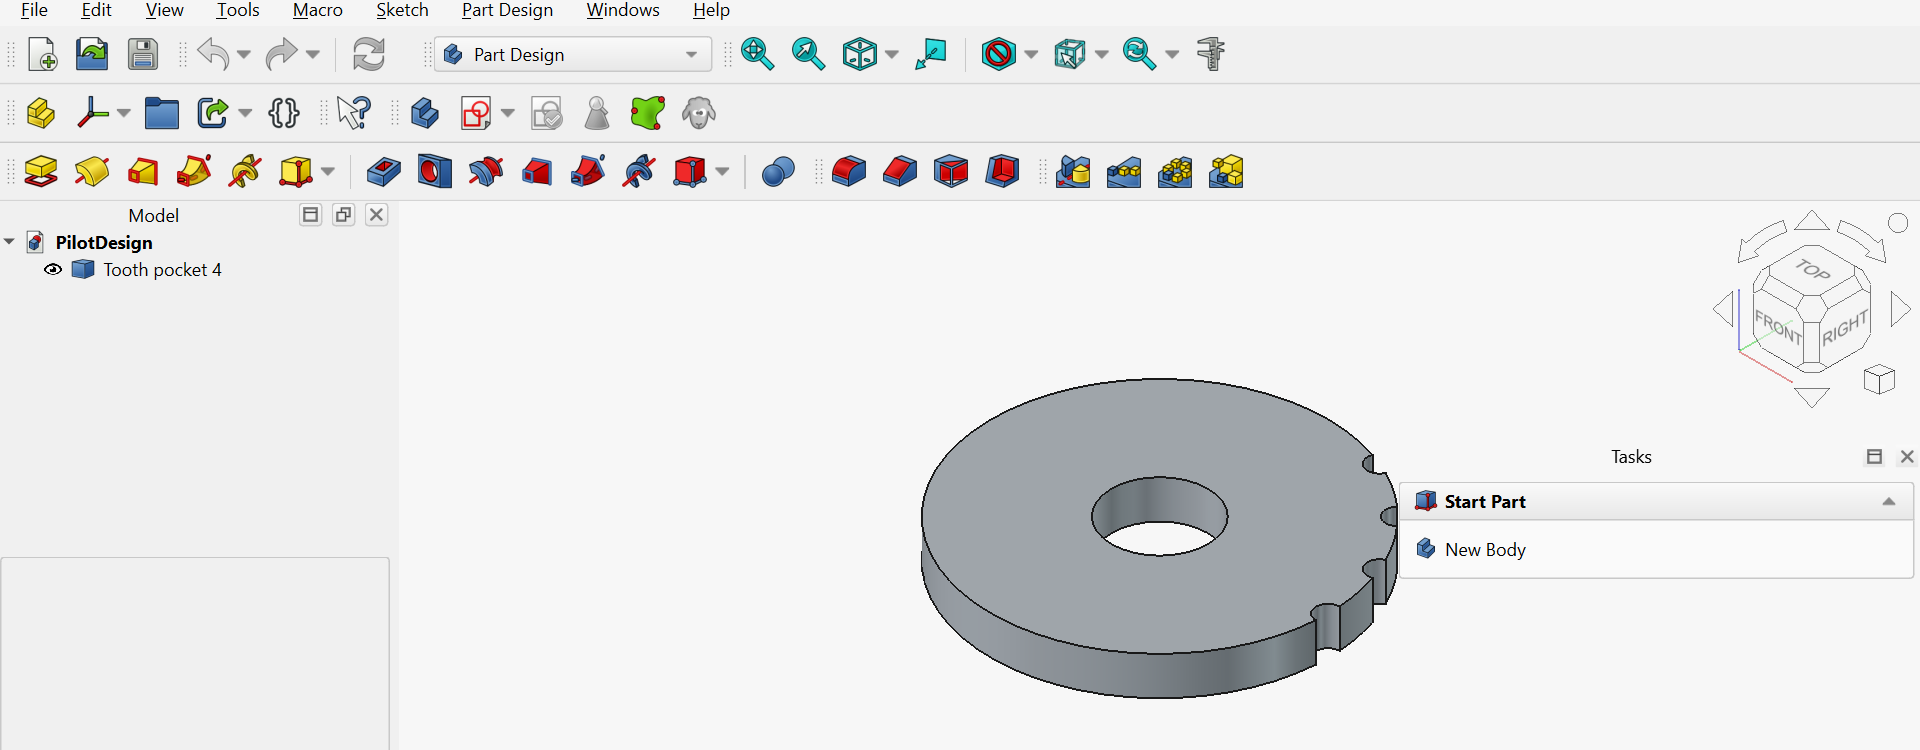 File Edit View Tools Macro Sketch Part Design Windows Help
Part Design
Model
PilotDesign
Tooth pocket 4
TOP
FRONT
RIGHT
Tasks
Start Part
New Body